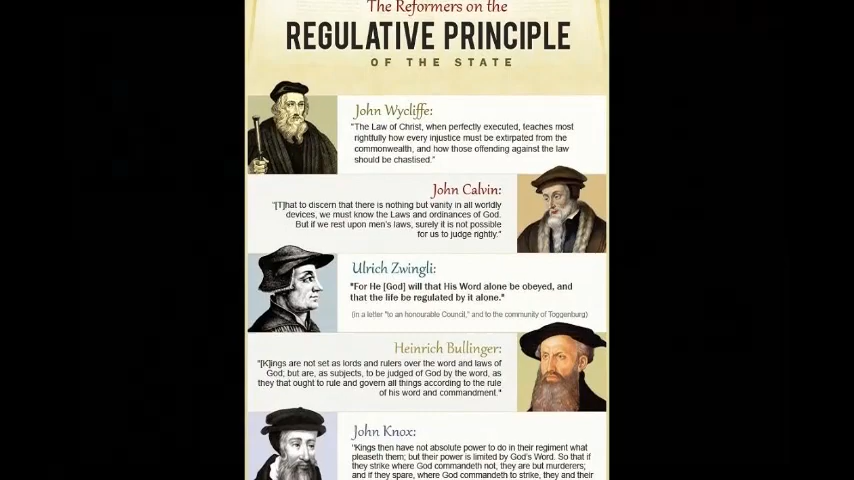 The Reformers on the
REGULATIVE PRINCIPLE
OF THE STATE
John Wycliffe:
"The Law of Christ, when perfectly executed, teaches most
rightfully how every injustice must be extirpated from the
commonwealth, and how those offending against the law
should be chastised."
John Calvin:
"[T]hat to discern that there is nothing but vanity in all worldly
devices, we must know the Laws and ordinances of God.
But if we rest upon men's laws, surely it is not possible
for us to judge rightly."
Ulrich Zwingli:
"For He [God] will that His Word alone be obeyed, and
that the life be regulated by it alone."
(in a letter "to an honourable Council," and to the community of Toggenburg)
Heinrich Bullinger:
"[K]ings are not set as lords and rulers over the word and laws of
God; but are, as subjects, to be judged of God by the word, as
they that ought to rule and govern all things according to the rule
of his word and commandment."
John Knox:
"Kings then have not absolute power to do in their regiment what
pleaseth them; but their power is limited by God's Word. So that if
they strike where God commandeth not, they are but murderers;
and if they spare, where God commandeth to strike, they and their